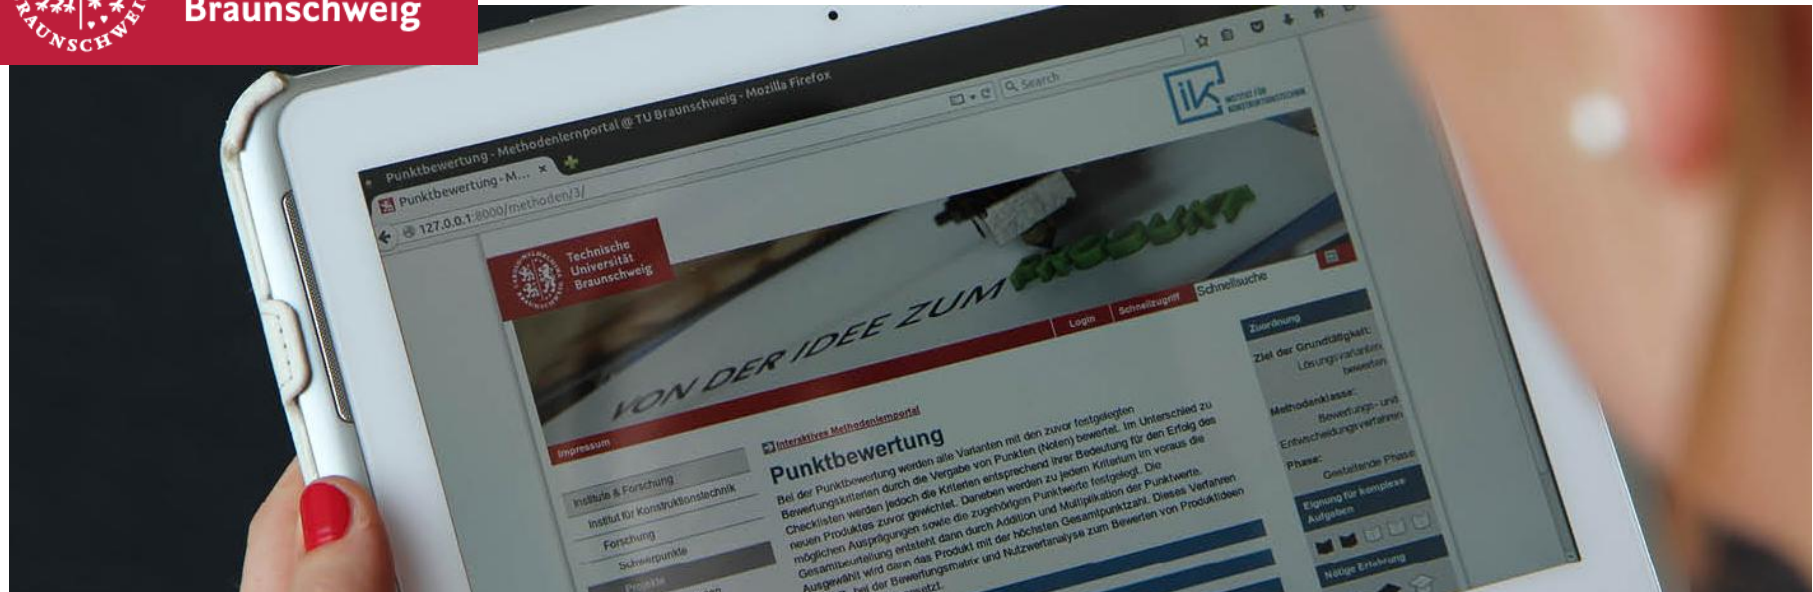 Braunschweig
BRAUNSCHWEIG
Punktbewertung - Methodenlernportal @ TU Braunschweig - Mozilla Firefox
Punktbewertung - M... ×
127.0.0.1:8000/methoden/3/
Search
ik INSTITUT FÜR
KONSTRUKTIONSTECHNIK
Technische
Universität
Braunschweig
VON DER IDEE ZUM PRODUKT
Login
Schnellzugriff
Schnellsuche
Impressum
Institute & Forschung
Institut für Konstruktionstechnik
Forschung
Schwerpunkte
Projekte
Interaktives Methodenlernportal
Punktbewertung
Bei der Punktbewertung werden alle Varianten mit den zuvor festgelegten
Bewertungskriterien durch die Vergabe von Punkten (Noten) bewertet. Im Unterschied zu
Checklisten werden jedoch die Kriterien entsprechend ihrer Bedeutung für den Erfolg des
neuen Produktes zuvor gewichtet. Daneben werden zu jedem Kriterium im voraus die
möglichen Ausprägungen sowie die zugehörigen Punktwerte festgelegt. Die
Gesamtbeurteilung entsteht dann durch Addition und Multiplikation der Punktwerte.
Ausgewählt wird dann das Produkt mit der höchsten Gesamtpunktzahl. Dieses Verfahren
bei der Bewertungsmatrix und Nutzwertanalyse zum Bewerten von Produktideen
Zuordnung
Ziel der Grundtätigkeit:
Lösungsvarianten
bewerten
Methodenklasse:
Bewertungs- und
Entscheidungsverfahren
Phase:
Gestaltende Phase
Eignung für komplexe
Aufgaben
Nötige Erfahrung